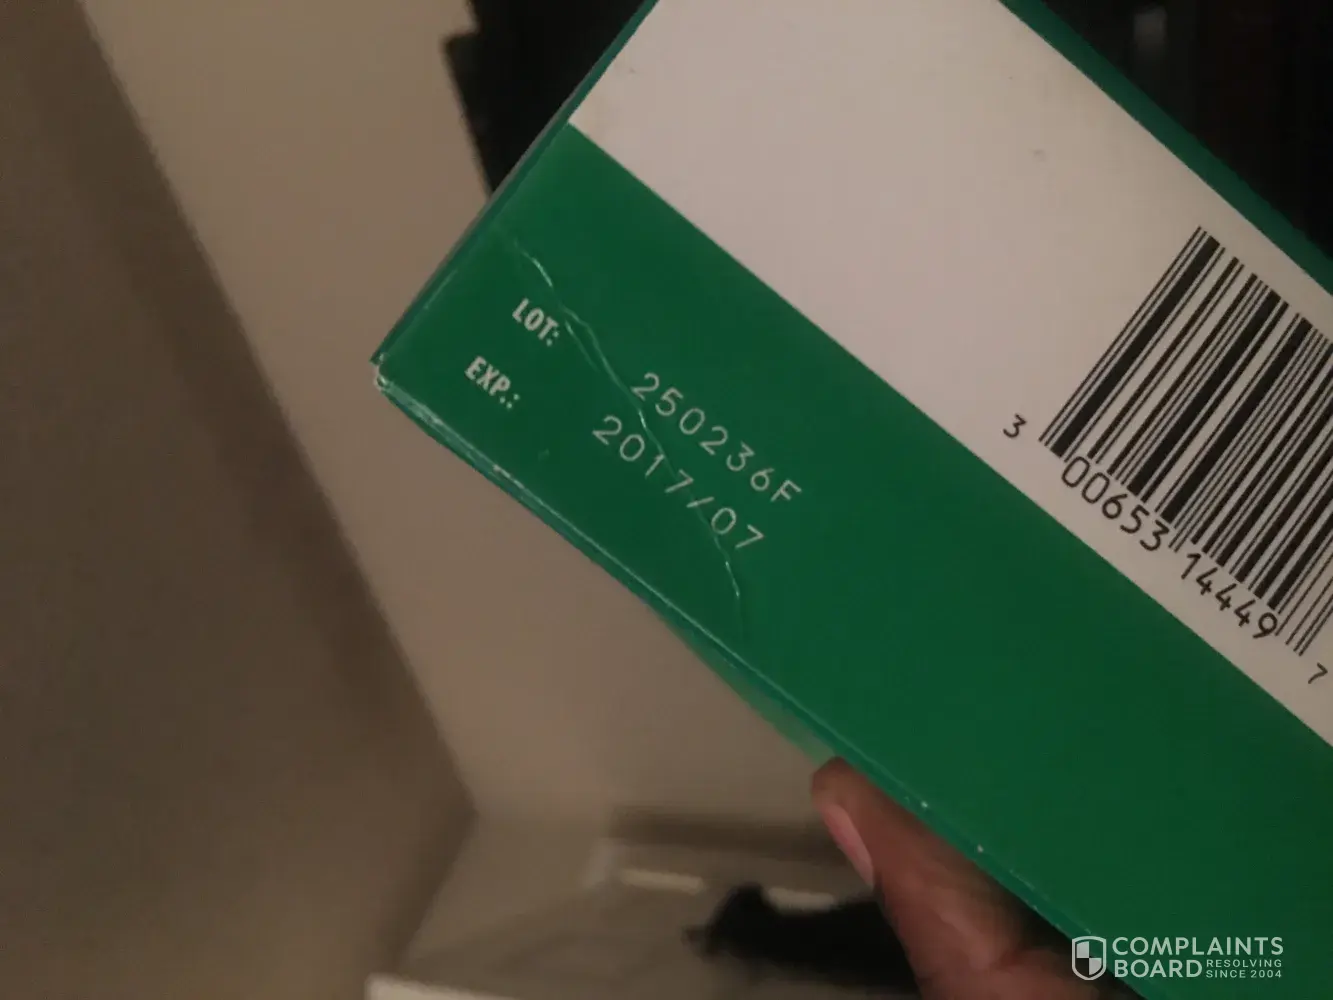 LOT: 250236F
EXP.: 2017/07
3 00653 14449 7
COMPLAINTS
BOARD RESOLVING
SINCE 2004